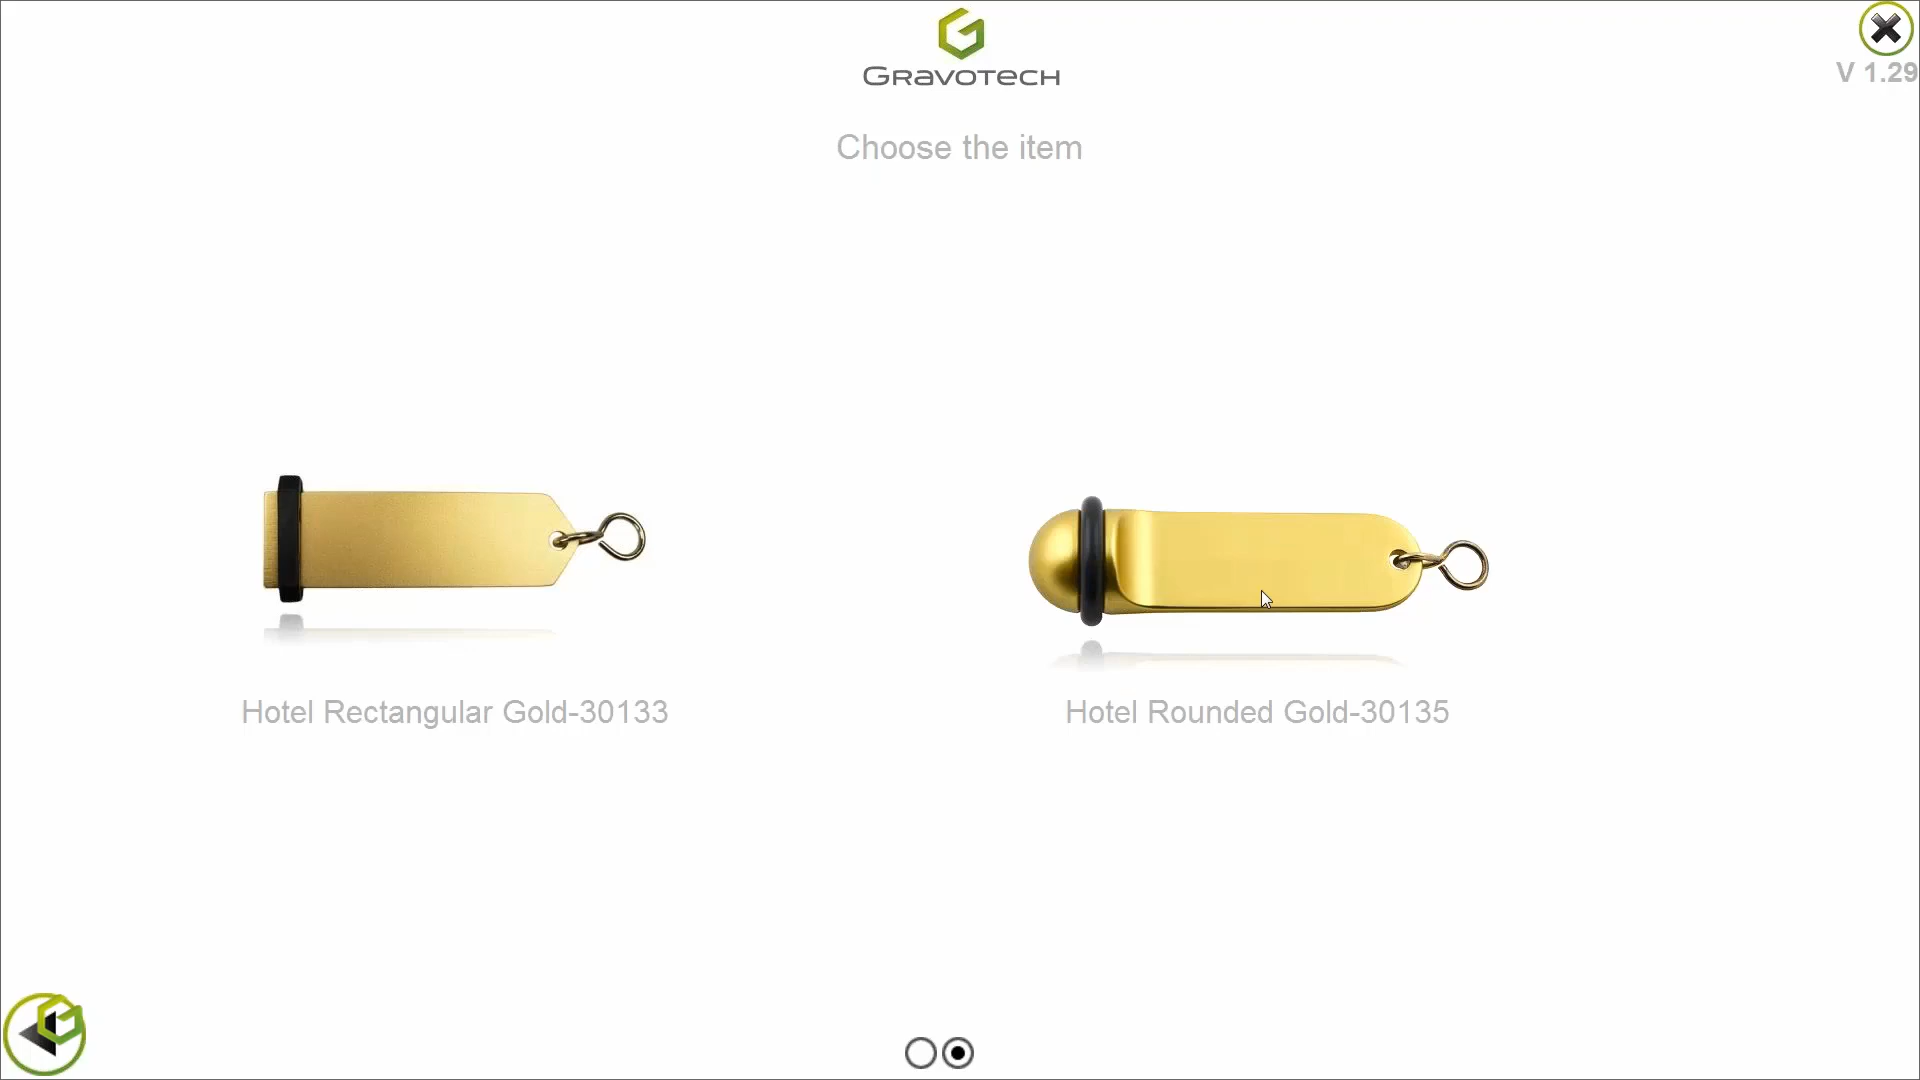 GRAVOTECH
V 1.29
Choose the item
Hotel Rectangular Gold-30133
Hotel Rounded Gold-30135